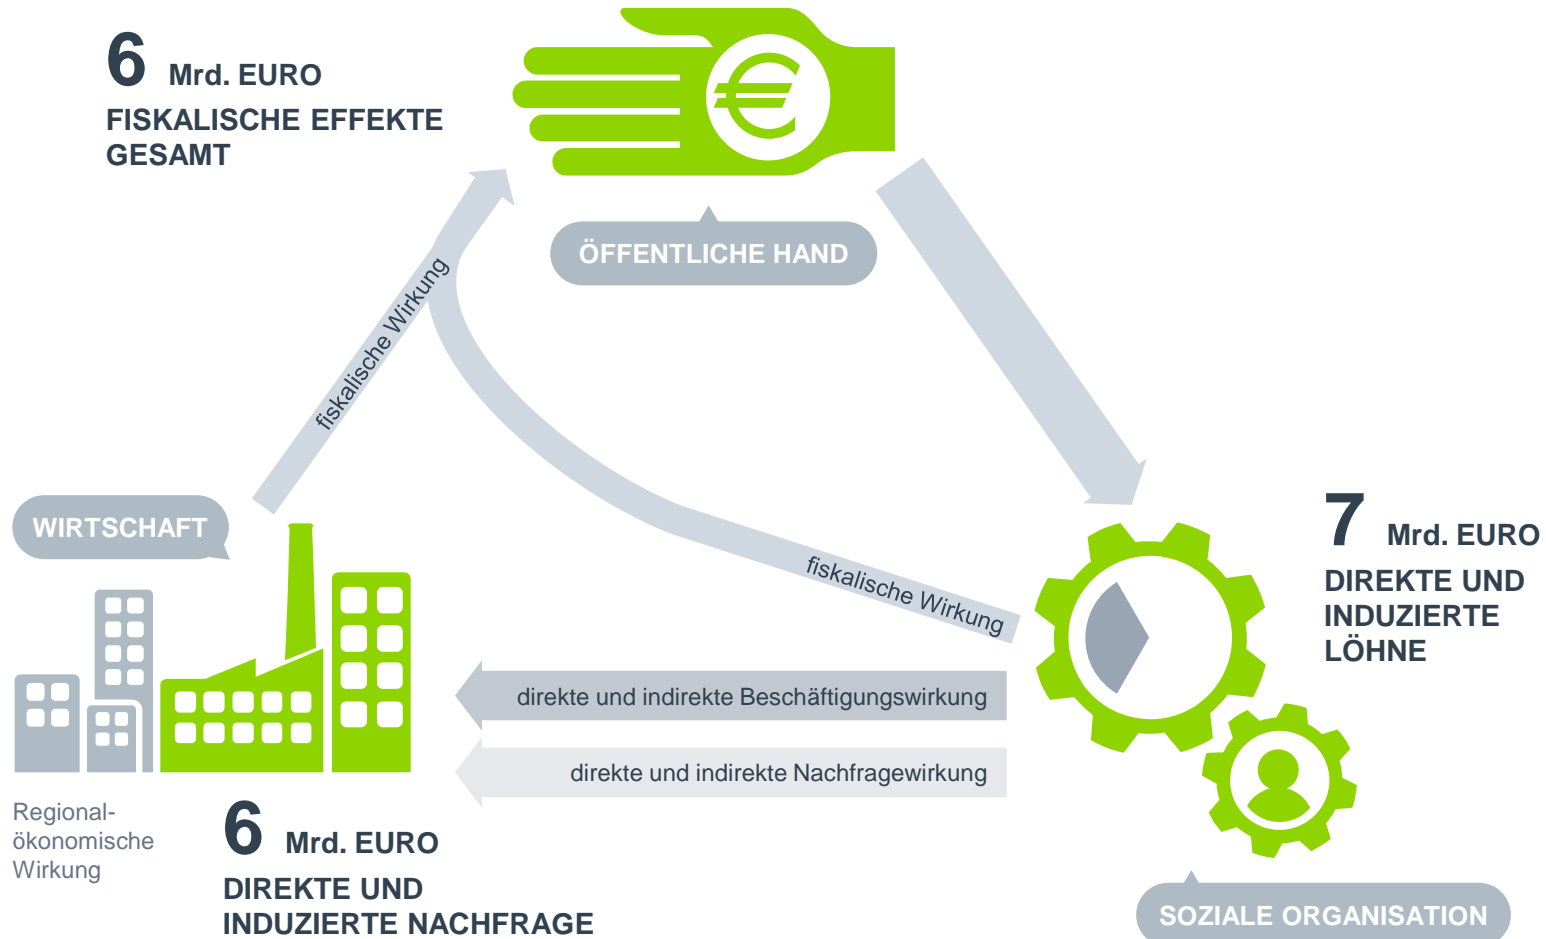 6 Mrd. EURO
FISKALISCHE EFFEKTE
GESAMT
ÖFFENTLICHE HAND
fiskalische Wirkung
WIRTSCHAFT
fiskalische Wirkung
7 Mrd. EURO
DIREKTE UND
INDUZIERTE
LÖHNE
direkte und indirekte Beschäftigungswirkung
direkte und indirekte Nachfragewirkung
Regional-
ökonomische
Wirkung
6 Mrd. EURO
DIREKTE UND
INDUZIERTE NACHFRAGE
SOZIALE ORGANISATION